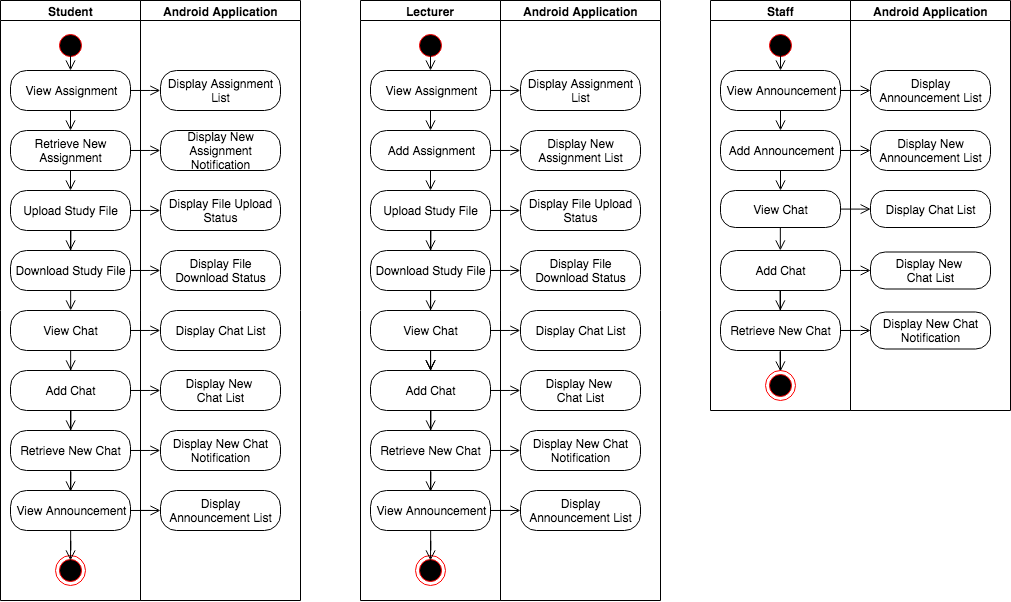 Student
Android Application
View Assignment
Display Assignment
List
Retrieve New
Assignment
Display New
Assignment
Notification
Upload Study File
Display File Upload
Status
Download Study File
Display File
Download Status
View Chat
Display Chat List
Add Chat
Display New
Chat List
Retrieve New Chat
Display New Chat
Notification
View Announcement
Display
Announcement List
Lecturer
Android Application
View Assignment
Display Assignment
List
Add Assignment
Display New
Assignment List
Upload Study File
Display File Upload
Status
Download Study File
Display File
Download Status
View Chat
Display Chat List
Add Chat
Display New
Chat List
Retrieve New Chat
Display New Chat
Notification
View Announcement
Display
Announcement List
Staff
Android Application
View Announcement
Display
Announcement List
Add Announcement
Display New
Announcement List
View Chat
Display Chat List
Add Chat
Display New
Chat List
Retrieve New Chat
Display New Chat
Notification